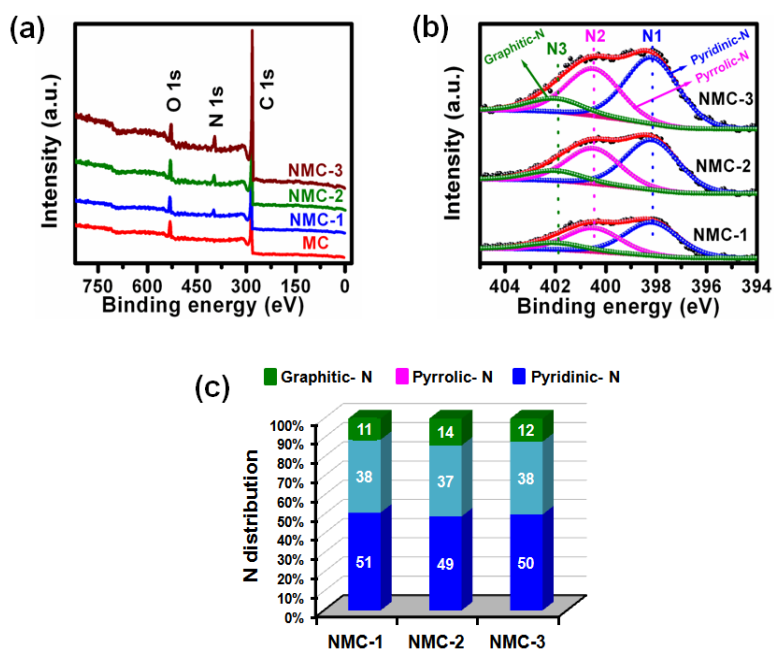 (a)
Intensity (a.u.)
O 1s
N 1s
C 1s
NMC-3
NMC-2
NMC-1
MC
750 600 450 300 150 0
Binding energy (eV)
(b)
Intensity (a.u.)
N3 N2 N1
Graphitic-N
Pyridinic-N
Pyrrolic-N
NMC-3
NMC-2
NMC-1
404 402 400 398 396 394
Binding energy (eV)
(c)
Graphitic- N Pyrrolic- N Pyridinic- N
N distribution
100%
90%
80%
70%
60%
50%
40%
30%
20%
10%
0%
11 14 12
38 37 38
51 49 50
NMC-1 NMC-2 NMC-3